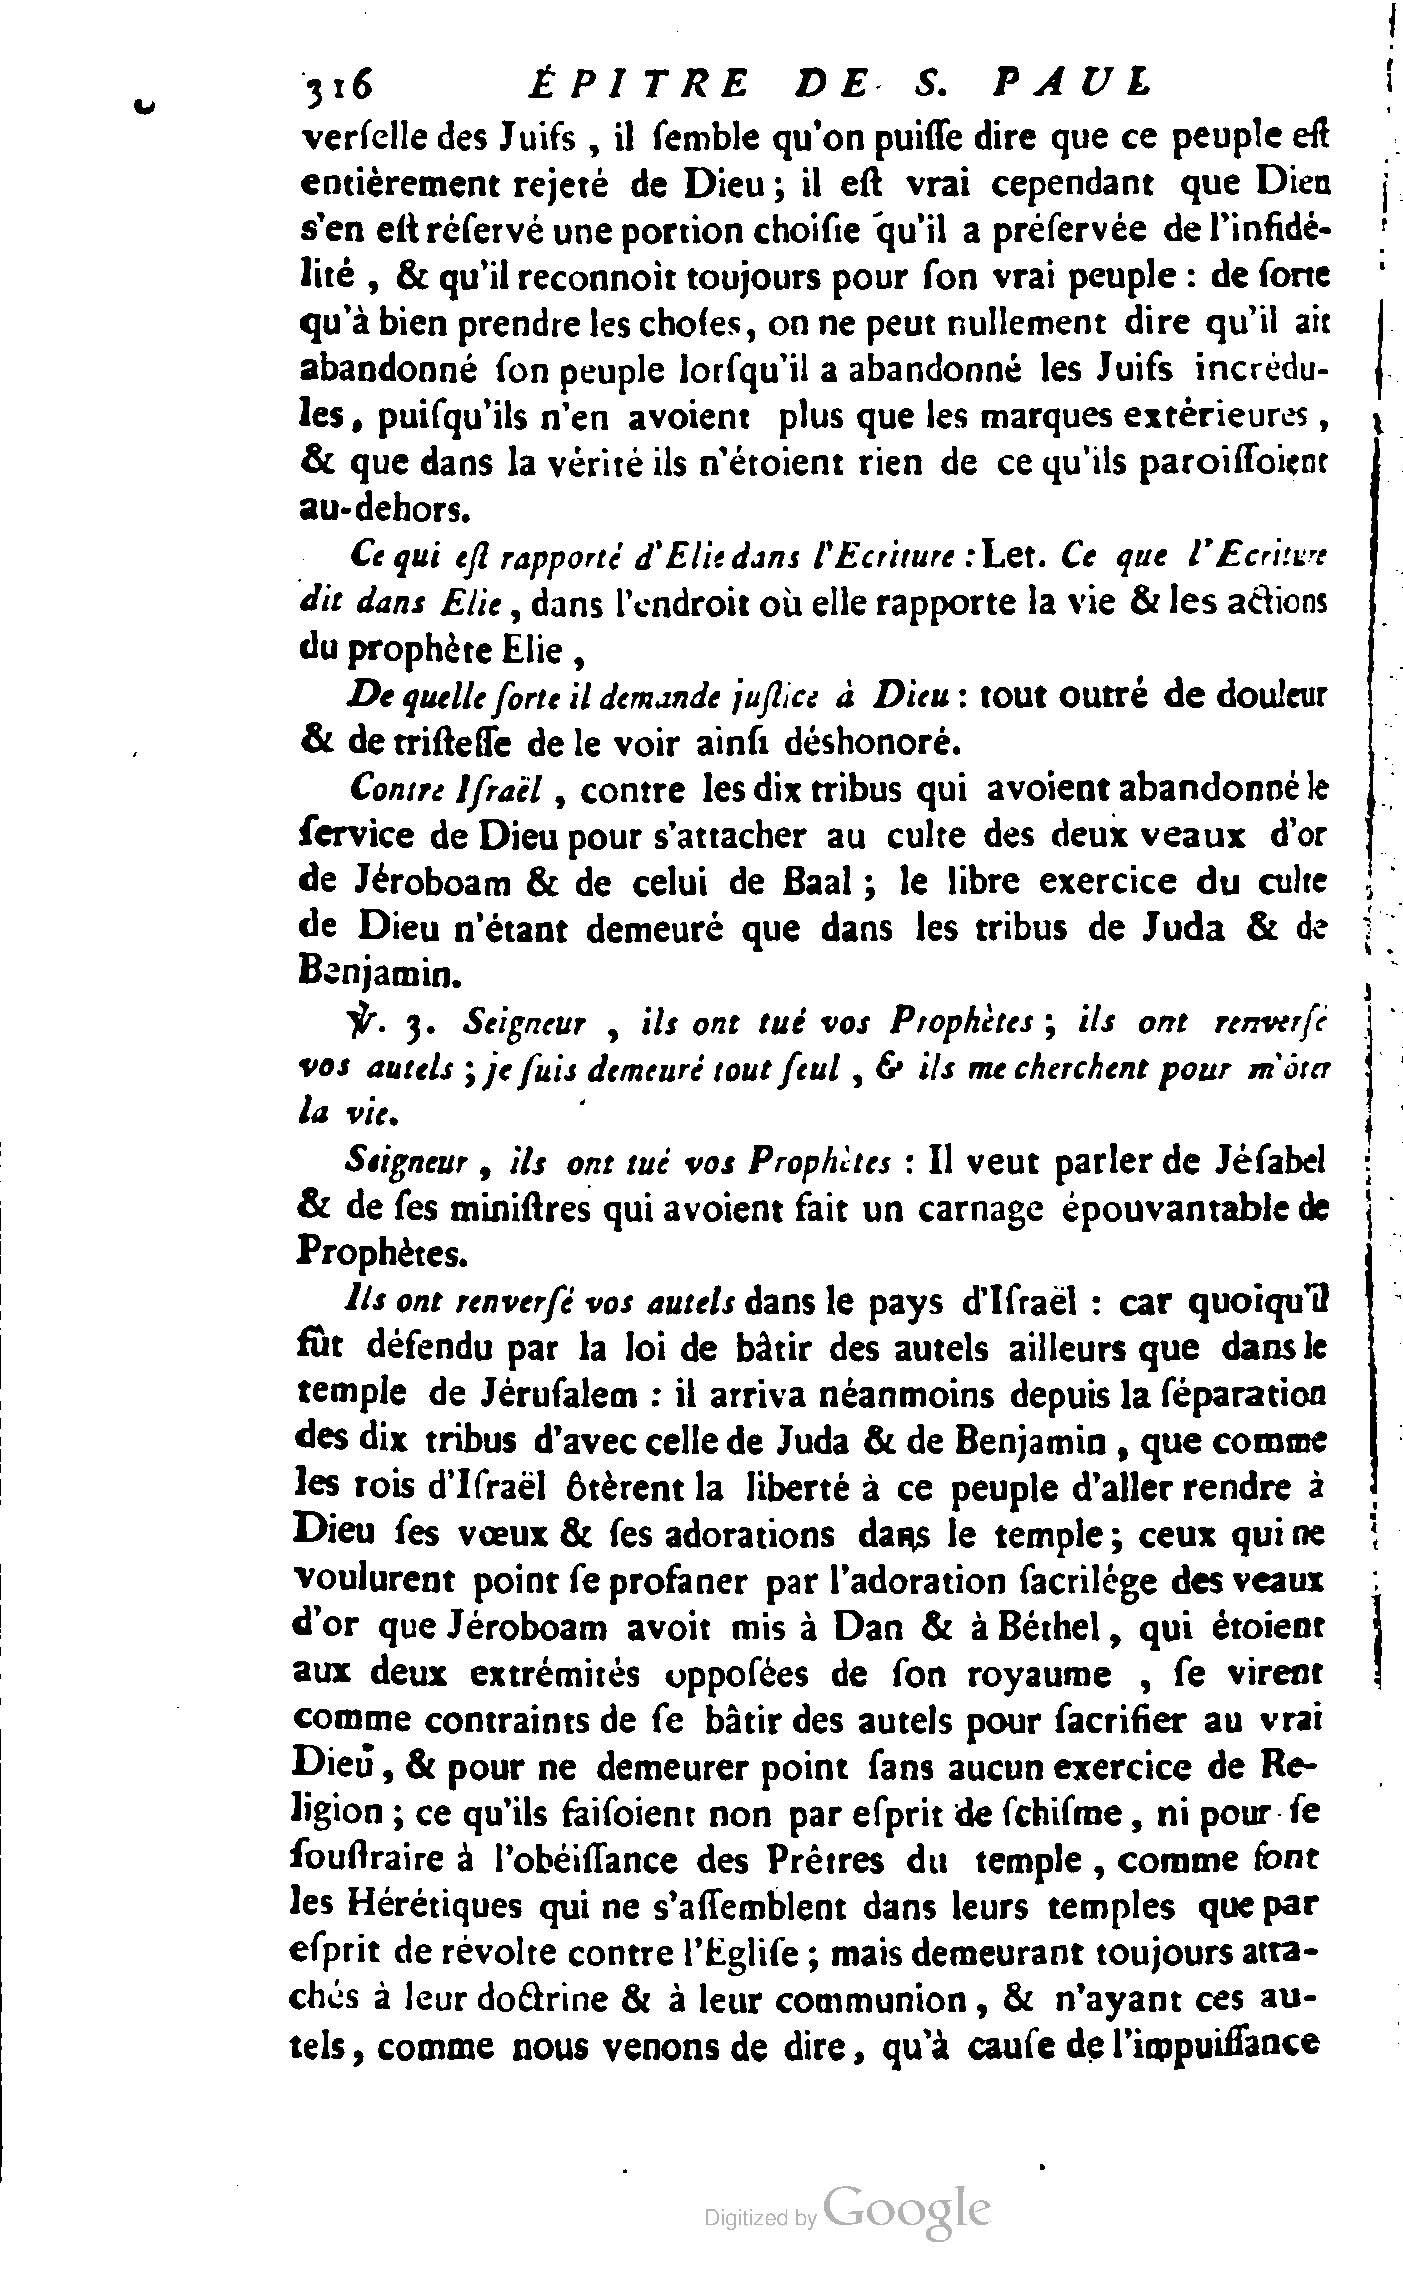 316 ÉPITRE DE S. PAUL
verſelle des Juifs , il ſemble qu'on puiſſe dire que ce peuple eſt
entièrement rejeté de Dieu ; il eſt vrai cependant que Dieu
s'en eſt réſervé une portion choiſie qu'il a préſervée de l'infidé-
lité , & qu'il reconnoit toujours pour ſon vrai peuple : de ſorte
qu'à bien prendre les choſes, on ne peut nullement dire qu'il ait
abandonné ſon peuple lorſqu'il a abandonné les Juifs incrédu-
les, puiſqu'ils n'en avoient plus que les marques extérieures ,
& que dans la vérité ils n'étoient rien de ce qu'ils paroiſſoient
au-dehors.
Ce qui eſt rapporté d'Elie dans l'Ecriture : Let. Ce que l'Ecriture
dit dans Elie , dans l'endroit où elle rapporte la vie & les actions
du prophète Elie ,
De quelle ſorte il demande juſtice à Dieu : tout outré de douleur
& de triſteſſe de le voir ainſi déshonoré.
Contre Iſraël , contre les dix tribus qui avoient abandonné le
ſervice de Dieu pour s'attacher au culte des deux veaux d'or
de Jéroboam & de celui de Baal ; le libre exercice du culte
de Dieu n'étant demeuré que dans les tribus de Juda & de
Benjamin.
℣. 3. Seigneur , ils ont tué vos Prophètes ; ils ont renverſé
vos autels ; je ſuis demeuré tout ſeul , & ils me cherchent pour m'ôter
la vie.
Seigneur , ils ont tué vos Prophètes : Il veut parler de Jéſabel
& de ſes miniſtres qui avoient fait un carnage épouvantable de
Prophètes.
Ils ont renverſé vos autels dans le pays d'Iſraël : car quoiqu'il
fût défendu par la loi de bâtir des autels ailleurs que dans le
temple de Jéruſalem : il arriva néanmoins depuis la ſéparation
des dix tribus d'avec celle de Juda & de Benjamin , que comme
les rois d'Iſraël ôtèrent la liberté à ce peuple d'aller rendre à
Dieu ſes vœux & ſes adorations dans le temple ; ceux qui ne
voulurent point ſe profaner par l'adoration ſacrilége des veaux
d'or que Jéroboam avoit mis à Dan & à Béthel , qui étoient
aux deux extrémités oppoſées de ſon royaume , ſe virent
comme contraints de ſe bâtir des autels pour ſacrifier au vrai
Dieu , & pour ne demeurer point ſans aucun exercice de Re-
ligion ; ce qu'ils faiſoient non par eſprit de ſchiſme , ni pour ſe
ſouſtraire à l'obéiſſance des Prêtres du temple , comme font
les Hérétiques qui ne s'aſſemblent dans leurs temples que par
eſprit de révolte contre l'Egliſe ; mais demeurant toujours atta-
chés à leur doctrine & à leur communion , & n'ayant ces au-
tels, comme nous venons de dire, qu'à cauſe de l'impuiſſance
Digitized by Google